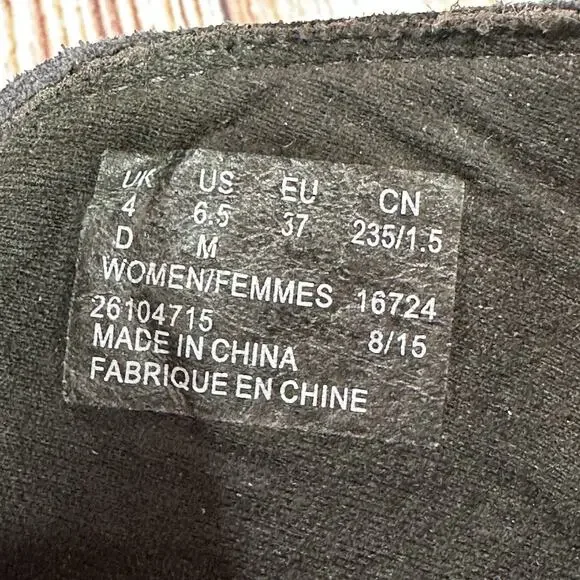 UK US EU CN
4 6.5 37 235/1.5
D M
WOMEN/FEMMES 16724
26104715 8/15
MADE IN CHINA
FABRIQUE EN CHINE